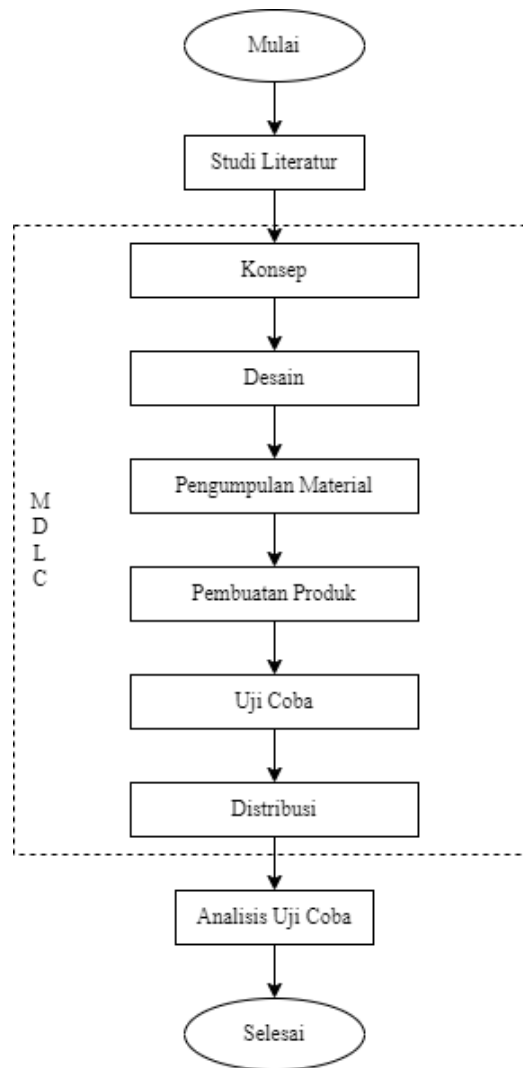 Mulai
Studi Literatur
Konsep
Desain
Pengumpulan Material
M
D
L
C
Pembuatan Produk
Uji Coba
Distribusi
Analisis Uji Coba
Selesai